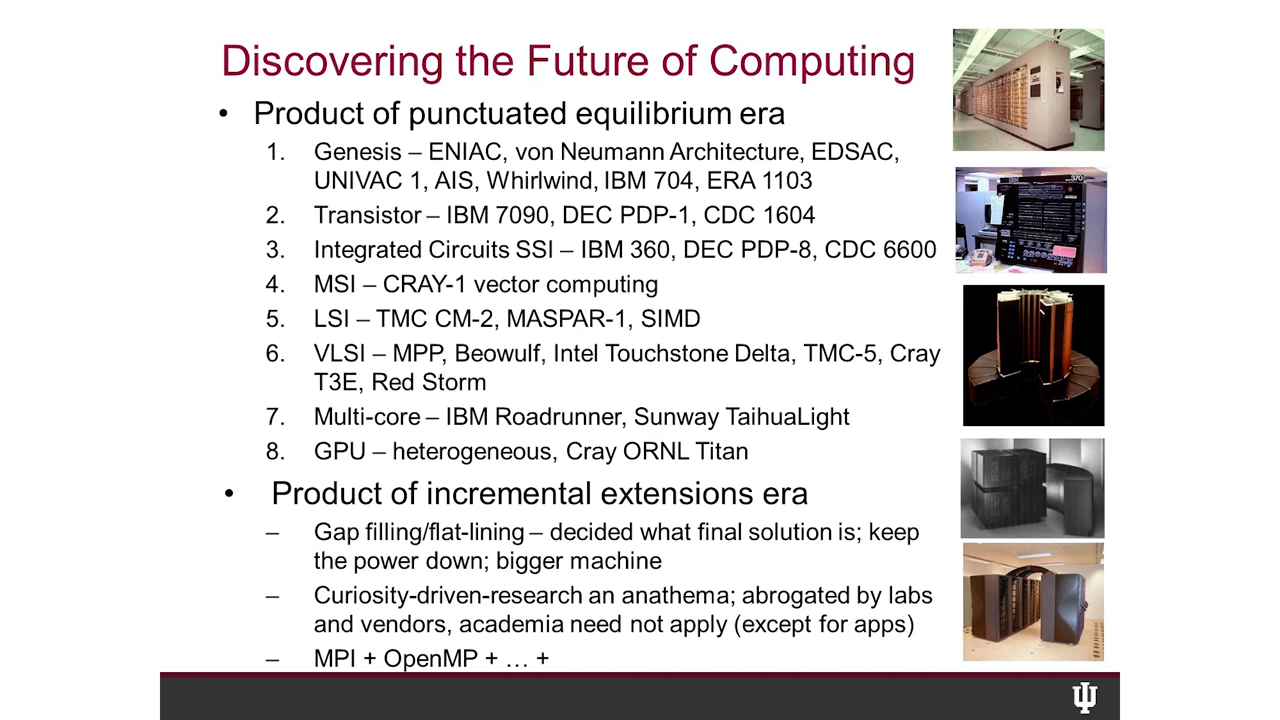 Discovering the Future of Computing
• Product of punctuated equilibrium era
1. Genesis – ENIAC, von Neumann Architecture, EDSAC,
UNIVAC 1, AIS, Whirlwind, IBM 704, ERA 1103
2. Transistor – IBM 7090, DEC PDP-1, CDC 1604
3. Integrated Circuits SSI – IBM 360, DEC PDP-8, CDC 6600
4. MSI – CRAY-1 vector computing
5. LSI – TMC CM-2, MASPAR-1, SIMD
6. VLSI – MPP, Beowulf, Intel Touchstone Delta, TMC-5, Cray
T3E, Red Storm
7. Multi-core – IBM Roadrunner, Sunway TaihuaLight
8. GPU – heterogeneous, Cray ORNL Titan
• Product of incremental extensions era
– Gap filling/flat-lining – decided what final solution is; keep
the power down; bigger machine
– Curiosity-driven-research an anathema; abrogated by labs
and vendors, academia need not apply (except for apps)
– MPI + OpenMP + … +
IBM 370